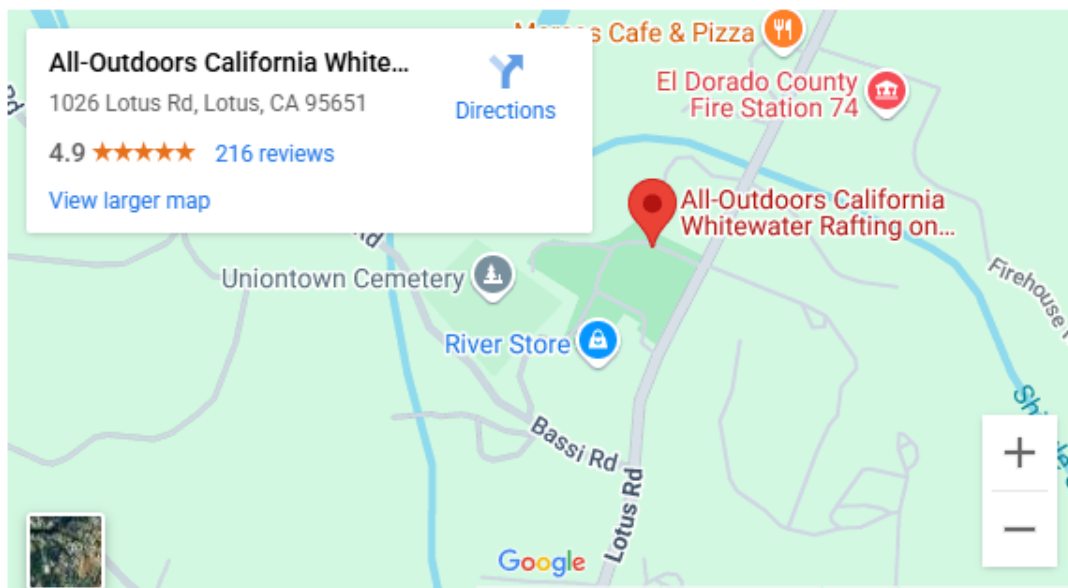 All-Outdoors California White...
1026 Lotus Rd, Lotus, CA 95651
4.9
216 reviews
View larger map
Directions
Cafe & Pizza
El Dorado County
Fire Station 74
All-Outdoors California
Whitewater Rafting on...
Rd
Rd
Uniontown Cemetery
River Store
Firehouse
Bassi Rd
Lotus Rd
+
−
Google